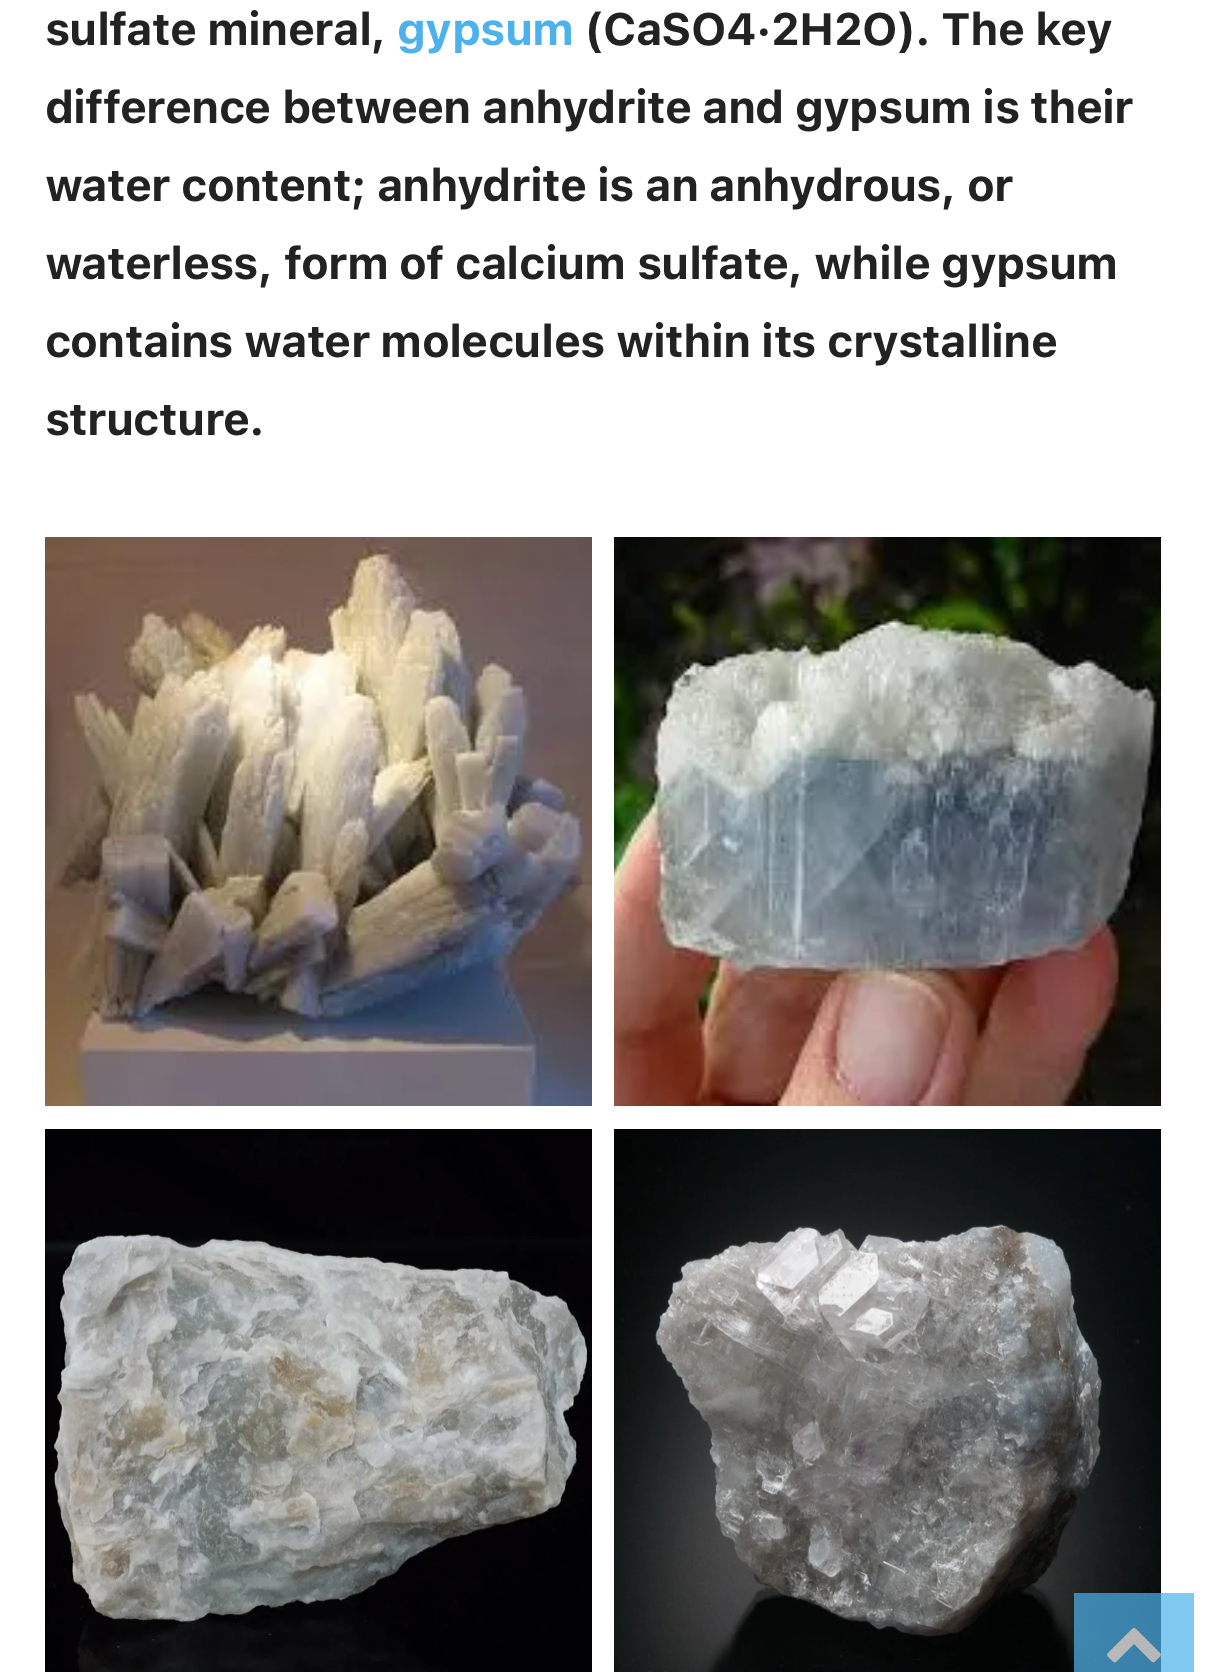 sulfate mineral, gypsum (CaSO4·2H2O). The key
difference between anhydrite and gypsum is their
water content; anhydrite is an anhydrous, or
waterless, form of calcium sulfate, while gypsum
contains water molecules within its crystalline
structure.